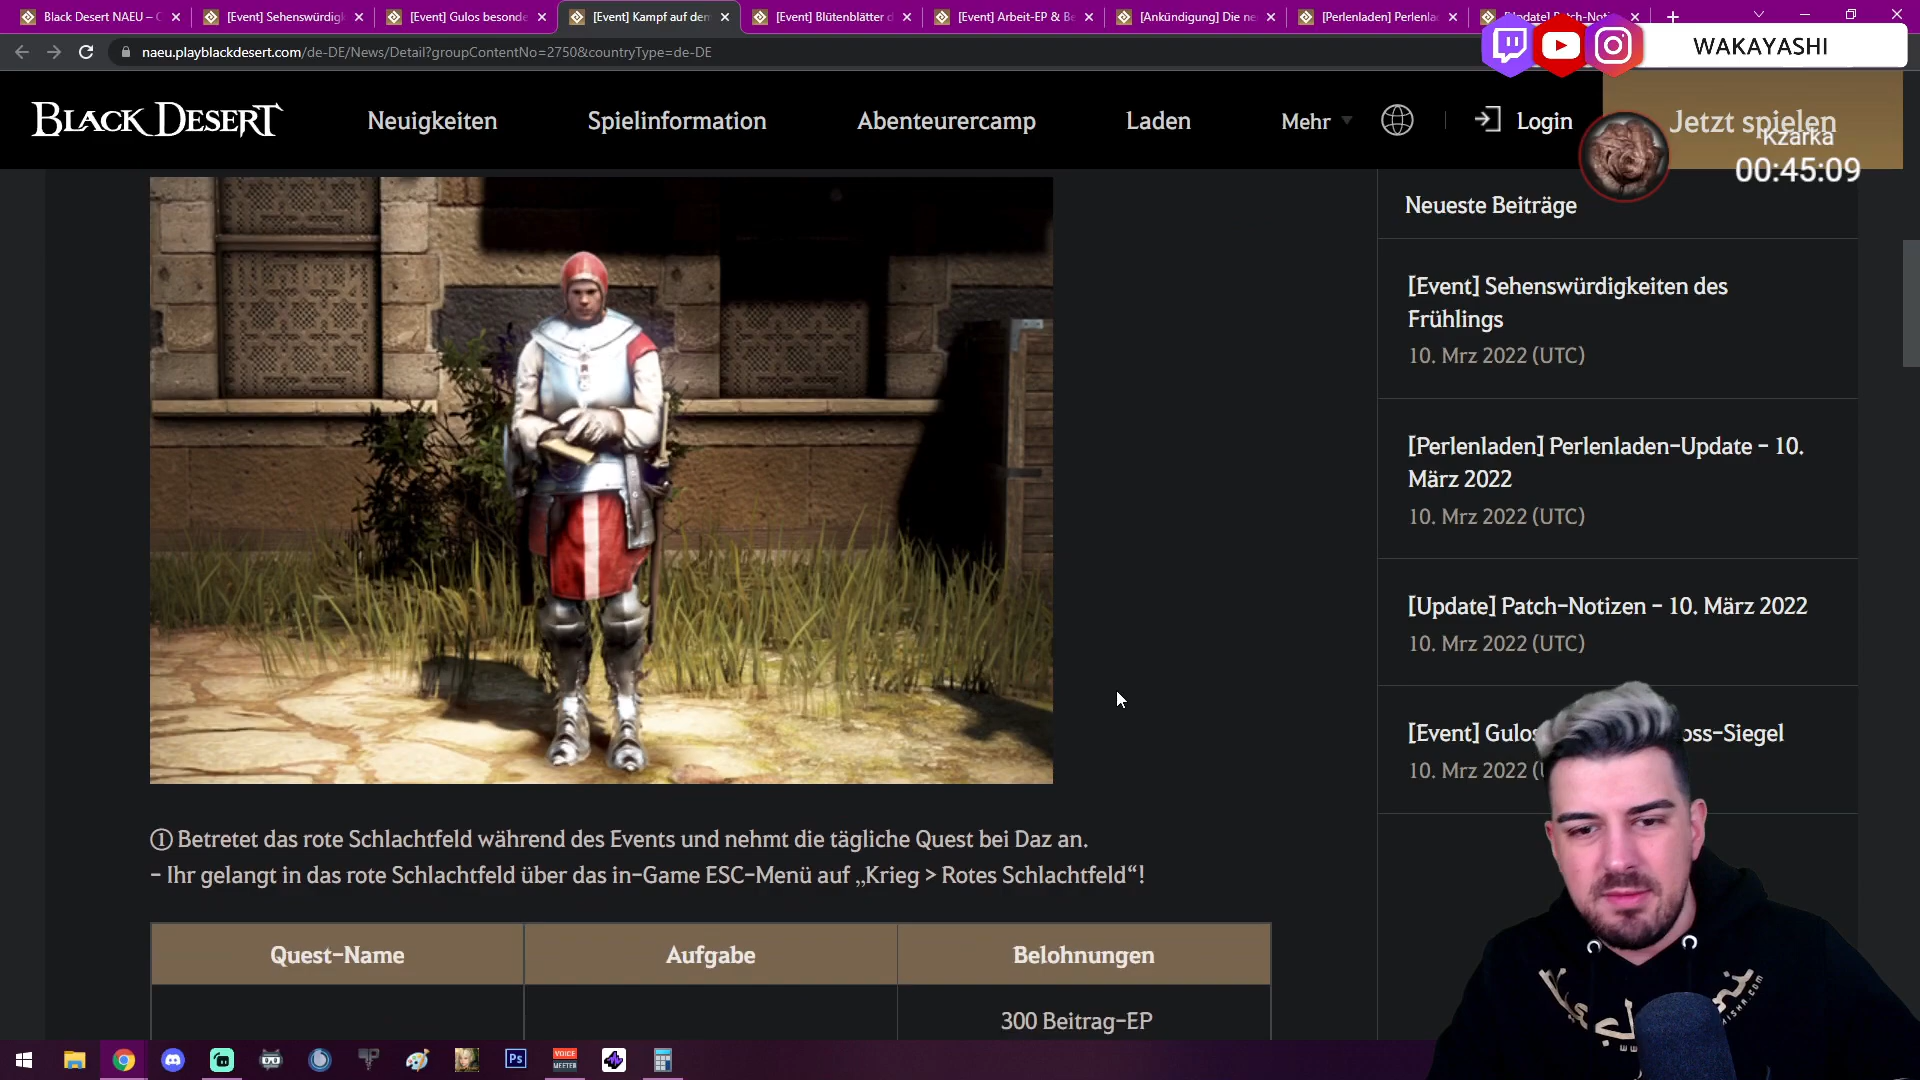 Black Desert NAEU – C
[Event] Sehenswürdigk
[Event] Gulos besonde
[Event] Kampf auf dem
[Event] Blütenblätter d
[Event] Arbeit-EP & Be
[Ankündigung] Die ne
[Perlenladen] Perlenla
naeu.playblackdesert.com/de-DE/News/Detail?groupContentNo=2750&countryType=de-DE
WAKAYASHI
BLACK DESERT
Neuigkeiten
Spielinformation
Abenteurercamp
Laden
Mehr
Login
Jetzt spielen
Kzarka
00:45:09
Neueste Beiträge
[Event] Sehenswürdigkeiten des
Frühlings
10. Mrz 2022 (UTC)
[Perlenladen] Perlenladen-Update - 10.
März 2022
10. Mrz 2022 (UTC)
[Update] Patch-Notizen - 10. März 2022
10. Mrz 2022 (UTC)
[Event] Gulos oss-Siegel
10. Mrz 2022
① Betretet das rote Schlachtfeld während des Events und nehmt die tägliche Quest bei Daz an.
- Ihr gelangt in das rote Schlachtfeld über das in-Game ESC-Menü auf „Krieg > Rotes Schlachtfeld“!
Quest-Name
Aufgabe
Belohnungen
300 Beitrag-EP
Ps
VOICE
MEETER